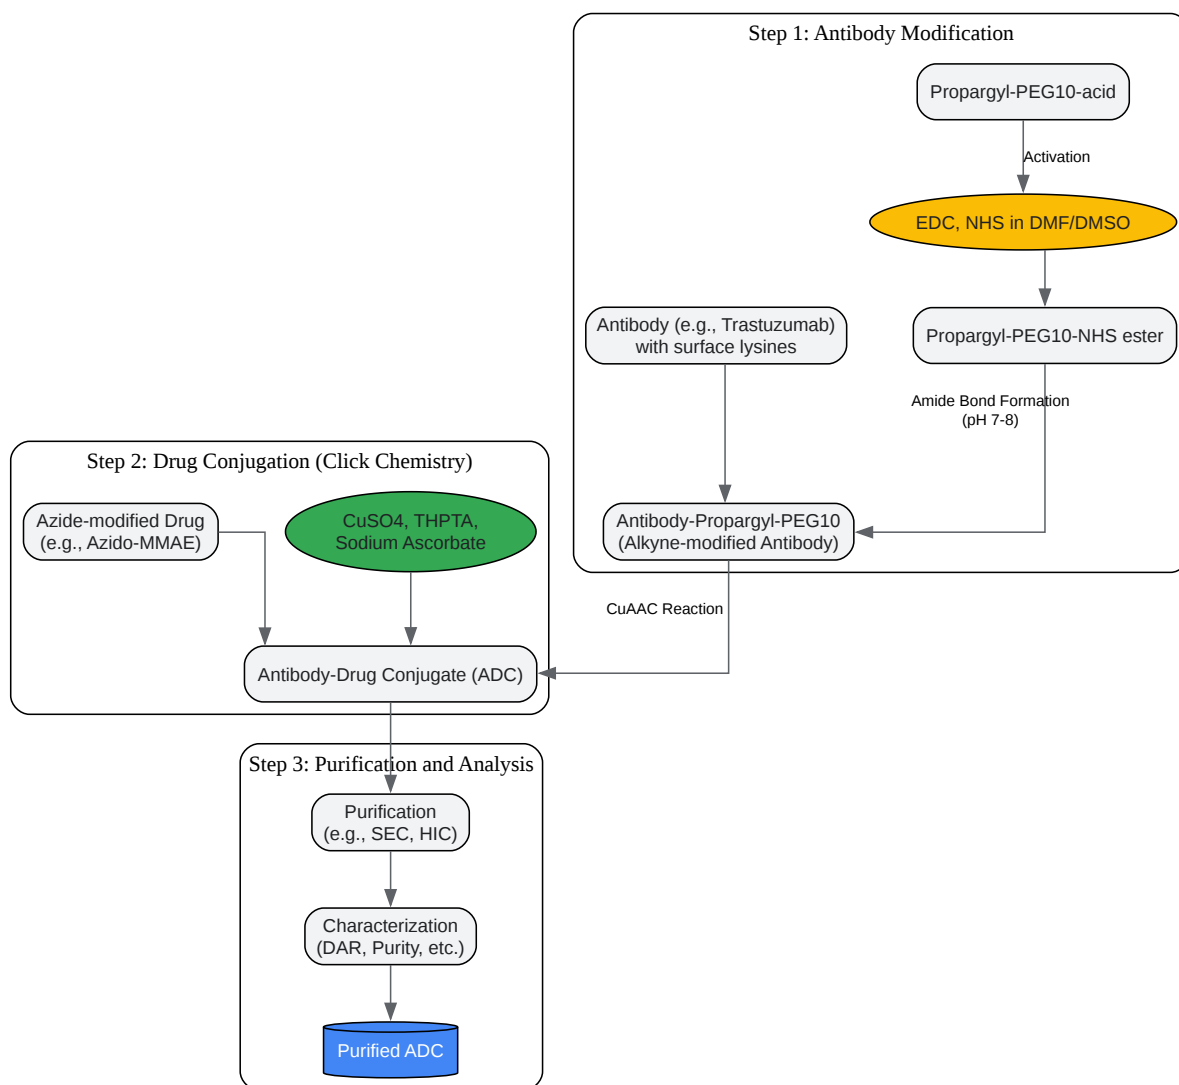 Step 1: Antibody Modification
Propargyl-PEG10-acid
Activation
EDC, NHS in DMF/DMSO
Antibody (e.g., Trastuzumab)
with surface lysines
Propargyl-PEG10-NHS ester
Amide Bond Formation
(pH 7-8)
Antibody-Propargyl-PEG10
(Alkyne-modified Antibody)
Step 2: Drug Conjugation (Click Chemistry)
Azide-modified Drug
(e.g., Azido-MMAE)
CuSO4, THPTA,
Sodium Ascorbate
CuAAC Reaction
Antibody-Drug Conjugate (ADC)
Step 3: Purification and Analysis
Purification
(e.g., SEC, HIC)
Characterization
(DAR, Purity, etc.)
Purified ADC